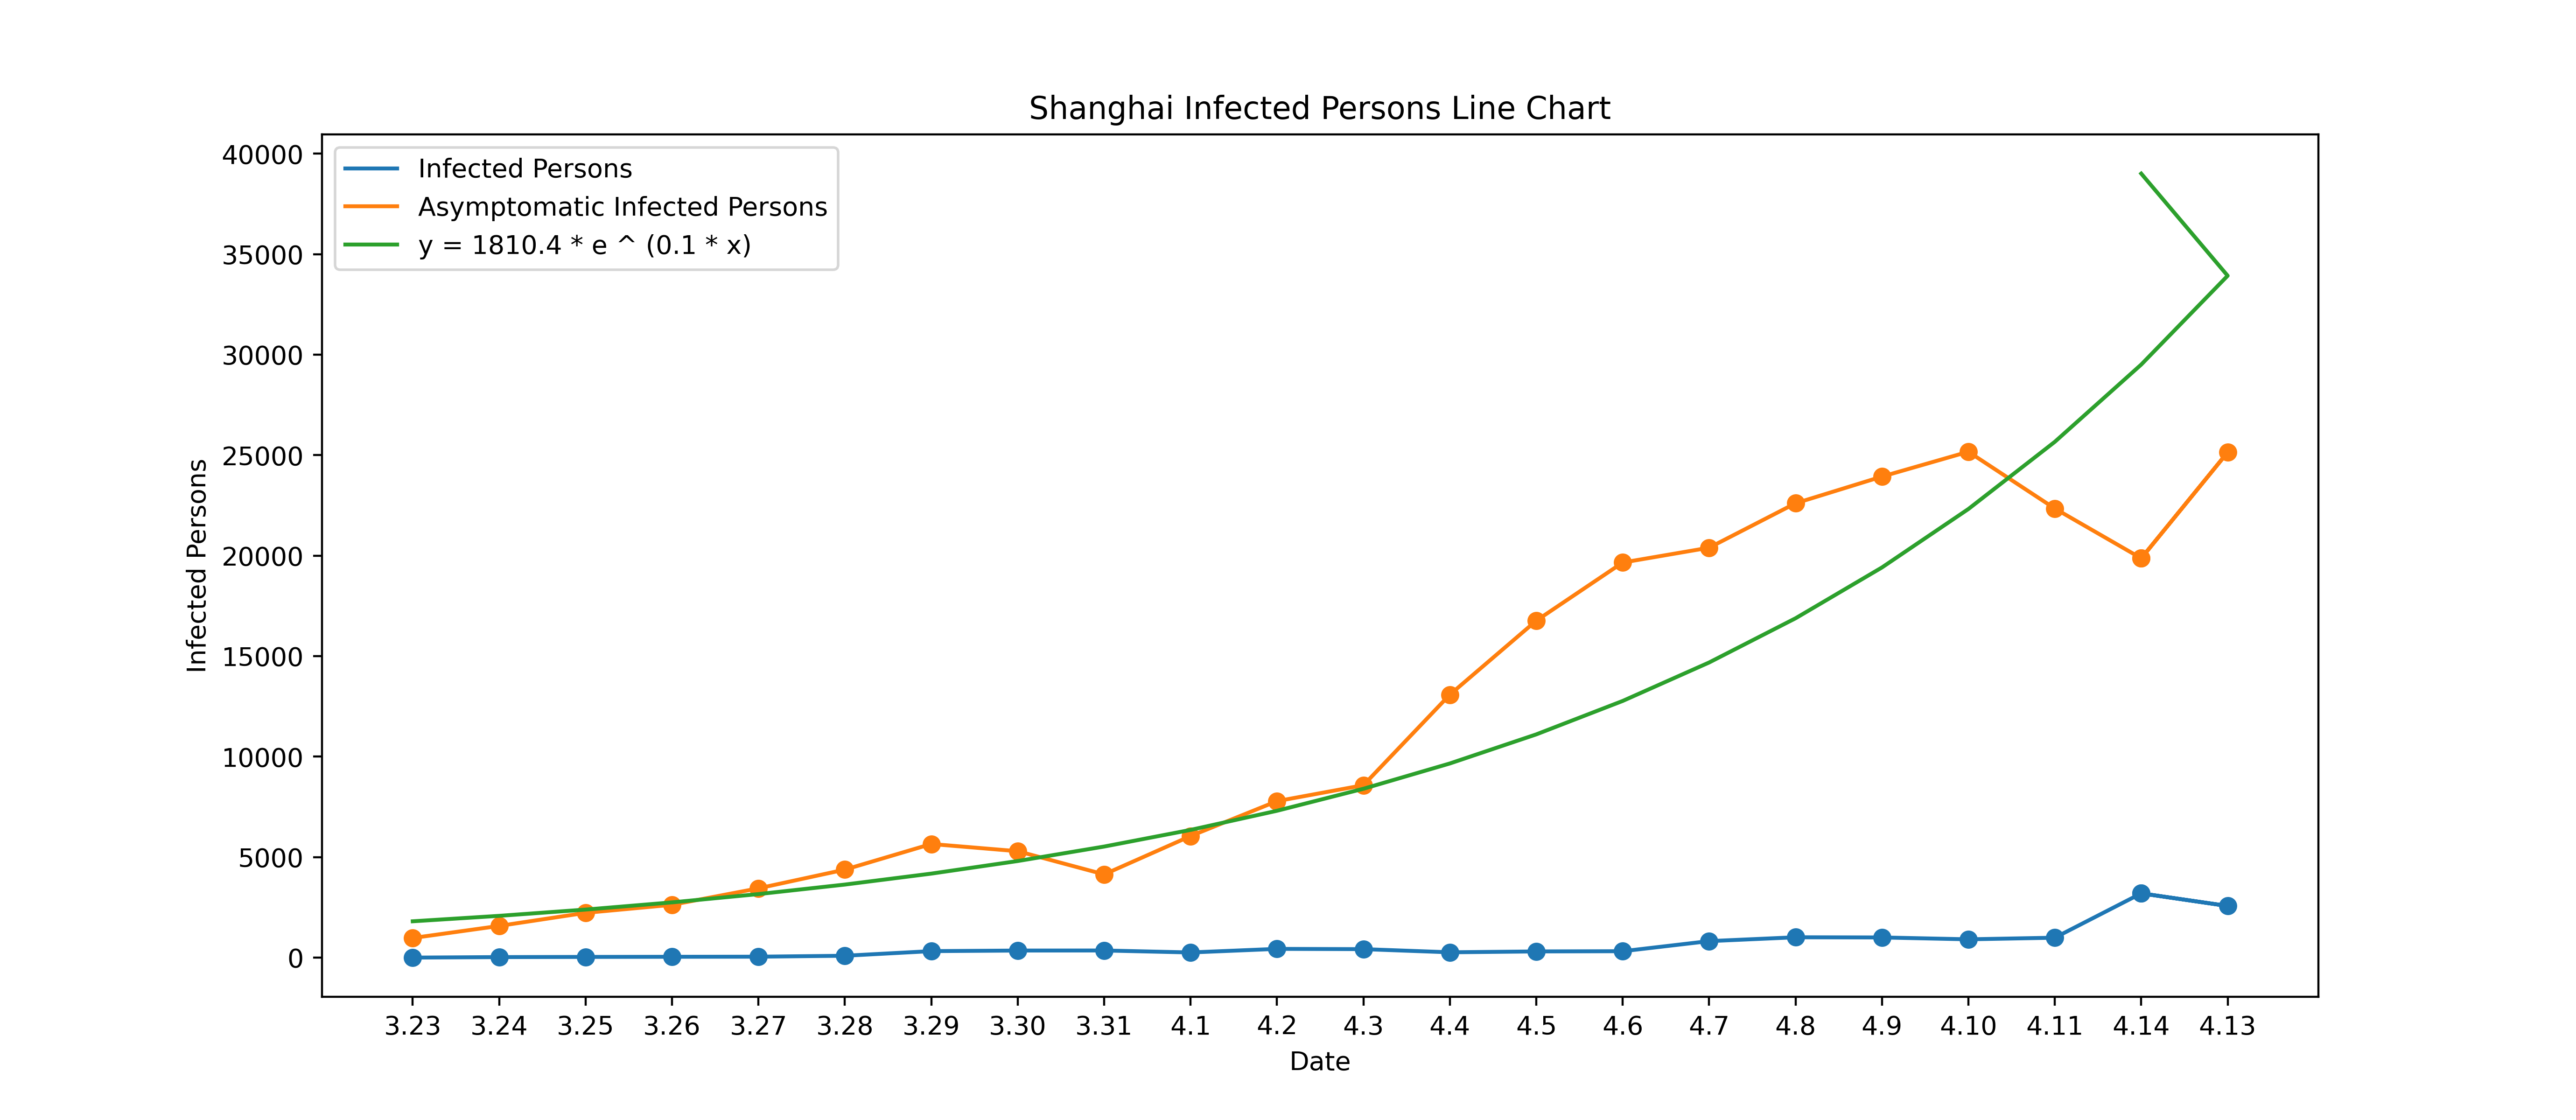 Shanghai Infected Persons Line Chart
40000
35000
30000
25000
20000
15000
10000
5000
0
Infected Persons
Infected Persons
Asymptomatic Infected Persons
y = 1810.4 * e ^ (0.1 * x)
3.23 3.24 3.25 3.26 3.27 3.28 3.29 3.30 3.31 4.1 4.2 4.3 4.4 4.5 4.6 4.7 4.8 4.9 4.10 4.11 4.14 4.13
Date